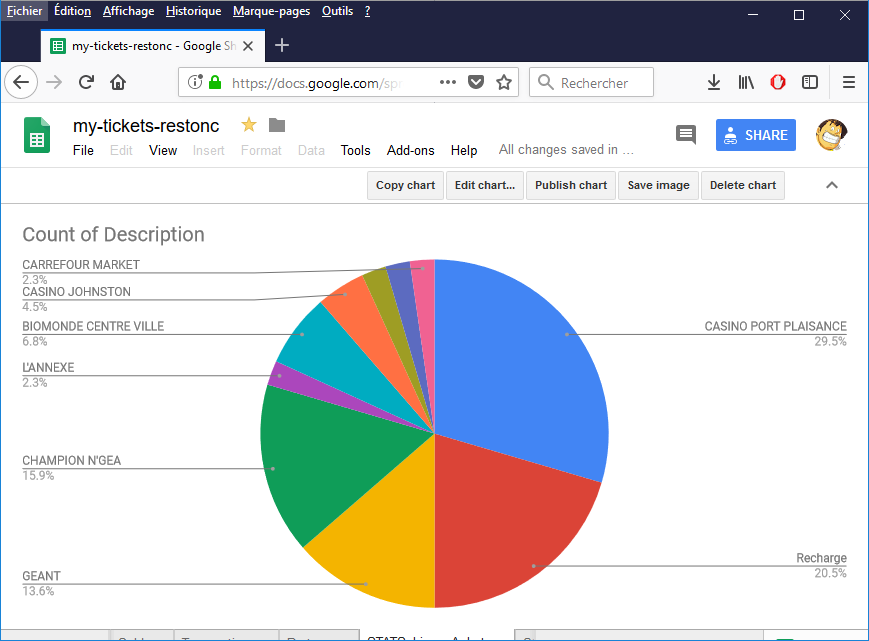 Fichier Édition Affichage Historique Marque-pages Outils ?
my-tickets-restonc - Google Sh
https://docs.google.com/spr
Rechercher
my-tickets-restonc
File Edit View Insert Format Data Tools Add-ons Help All changes saved in …
SHARE
Copy chart Edit chart... Publish chart Save image Delete chart
Count of Description
CARREFOUR MARKET
2.3%
CASINO JOHNSTON
4.5%
BIOMONDE CENTRE VILLE
6.8%
L'ANNEXE
2.3%
CHAMPION N'GEA
15.9%
GEANT
13.6%
CASINO PORT PLAISANCE
29.5%
Recharge
20.5%